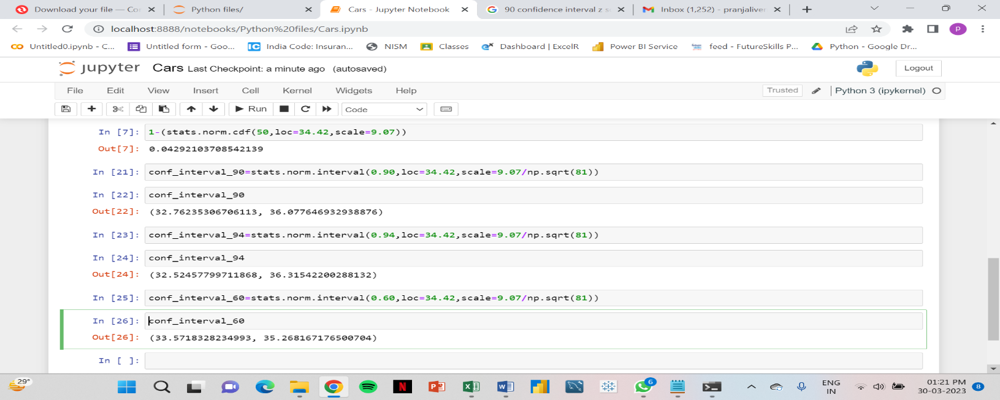 Download your file — Co
Python files/
Cars - Jupyter Notebook
90 confidence interval z s
Inbox (1,252) - pranjaliver
localhost:8888/notebooks/Python%20files/Cars.ipynb
P
Untitled0.ipynb - C...
Untitled form - Goo...
India Code: Insuran...
NISM
Classes
Dashboard | ExcelR
Power BI Service
feed - FutureSkills P...
Python - Google Dr...
jupyter Cars Last Checkpoint: a minute ago (autosaved)
Logout
File Edit View Insert Cell Kernel Widgets Help
Trusted
Python 3 (ipykernel)
Run
Code
In [7]: 1-(stats.norm.cdf(50,loc=34.42,scale=9.07))
Out[7]: 0.04292103708542139
In [21]: conf_interval_90=stats.norm.interval(0.90,loc=34.42,scale=9.07/np.sqrt(81))
In [22]: conf_interval_90
Out[22]: (32.76235306706113, 36.077646932938876)
In [23]: conf_interval_94=stats.norm.interval(0.94,loc=34.42,scale=9.07/np.sqrt(81))
In [24]: conf_interval_94
Out[24]: (32.52457799711868, 36.31542200288132)
In [25]: conf_interval_60=stats.norm.interval(0.60,loc=34.42,scale=9.07/np.sqrt(81))
In [26]: conf_interval_60
Out[26]: (33.5718328234993, 35.268167176500704)
In [ ]:
29°
6
ENG
IN
01:21 PM
30-03-2023
8